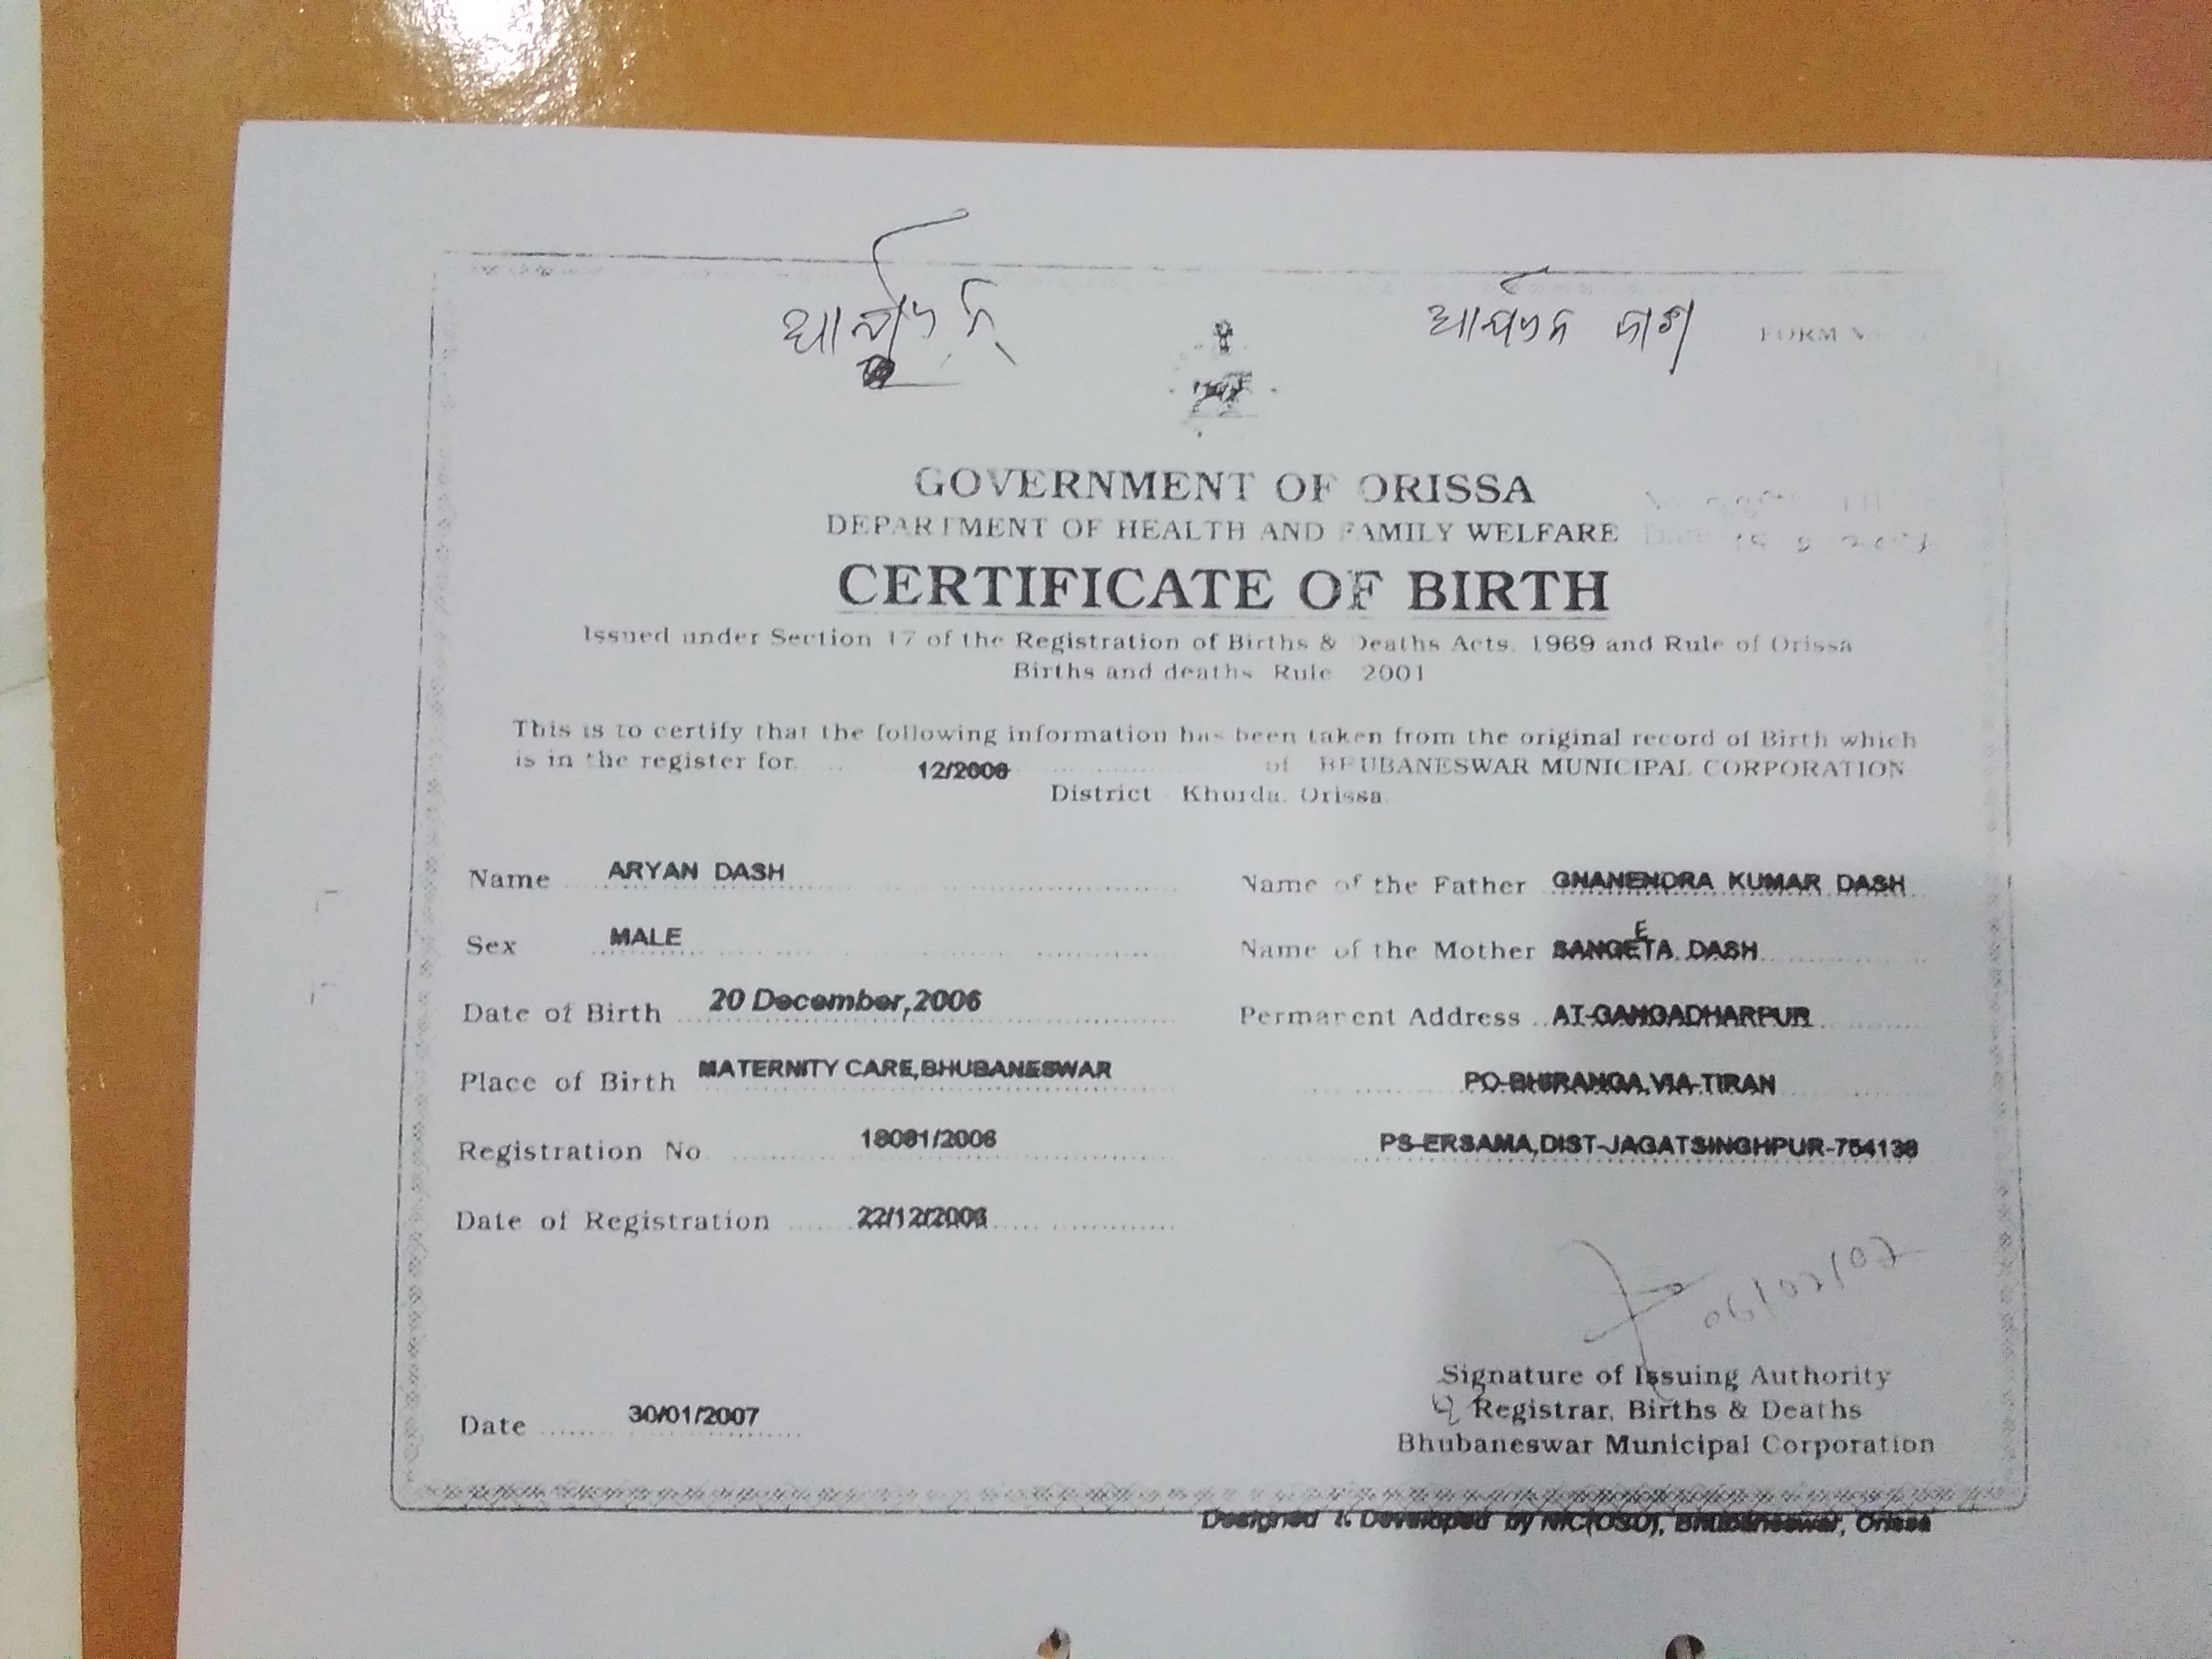 ଆର୍ଯ୍ୟନ ଦାଶ
FORM
GOVERNMENT OF ORISSA
DEPARTMENT OF HEALTH AND FAMILY WELFARE
CERTIFICATE OF BIRTH
Issued under Section 17 of the Registration of Births & Deaths Acts, 1969 and Rule of Orissa
Births and deaths Rule 2001
This is to certify that the following information has been taken from the original record of Birth which
is in the register for 12/2006 of BHUBANESWAR MUNICIPAL CORPORATION
District Khurda, Orissa.
Name ARYAN DASH
Name of the Father GNANENDRA KUMAR DASH
Sex MALE
Name of the Mother SANGEETA DASH
Date of Birth 20 December,2006
Permanent Address AT-GANGADHARPUR
Place of Birth MATERNITY CARE,BHUBANESWAR
PO-BHIRANGA,VIA-TIRAN
Registration No 18081/2006
PS-ERSAMA,DIST-JAGATSINGHPUR-754138
Date of Registration 22/12/2006
06/02/07
Signature of Issuing Authority
Registrar, Births & Deaths
Date 30/01/2007
Bhubaneswar Municipal Corporation
Designed & Developed by NIC(OSU), Bhubaneswar, Orissa